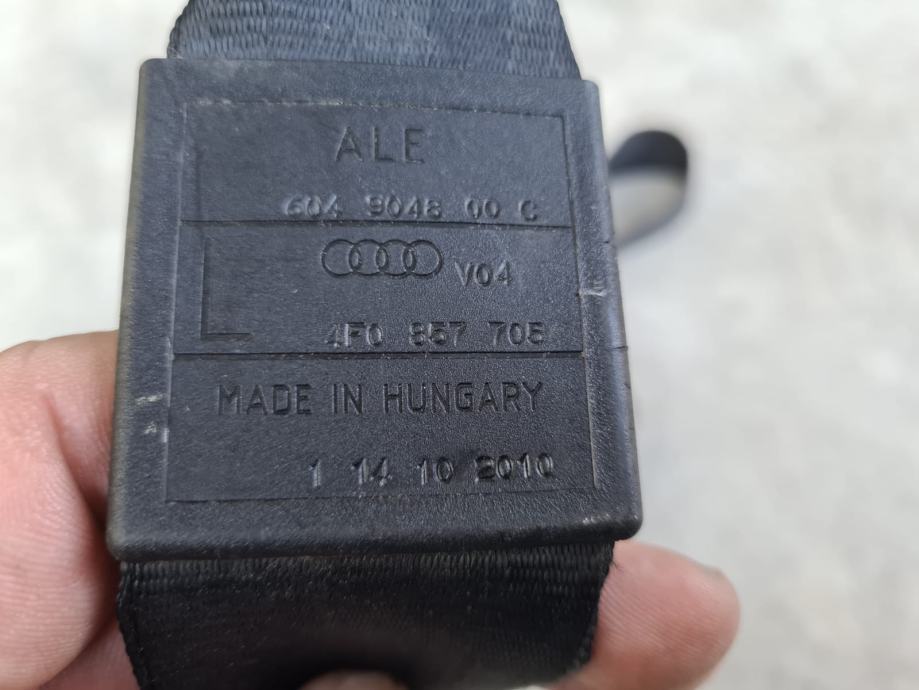 ALE
604 9048 00 C
V04
L
4F0 857 705
MADE IN HUNGARY
1 14 10 2010